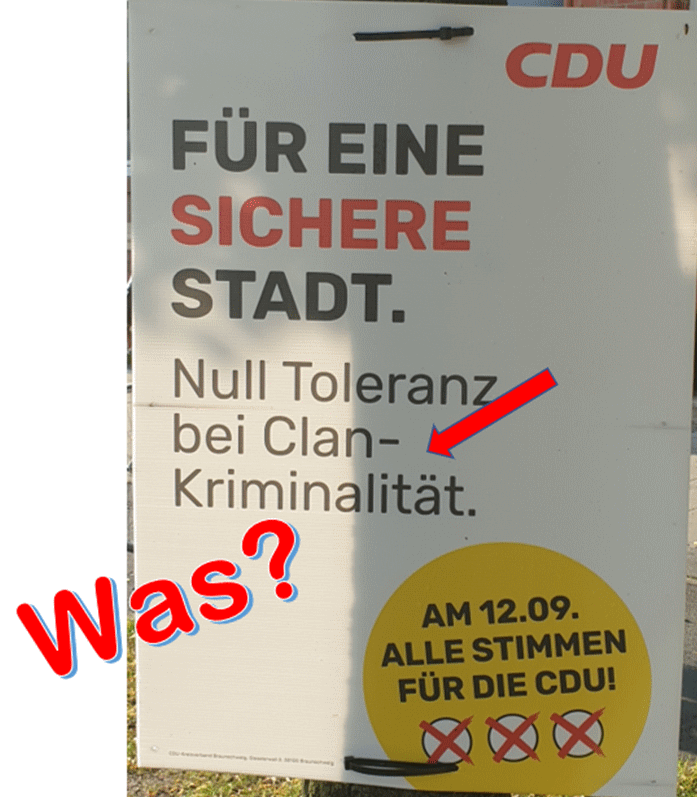 CDU
FÜR EINE
SICHERE
STADT.
Null Toleranz
bei Clan-
Kriminalität.
Was?
AM 12.09.
ALLE STIMMEN
FÜR DIE CDU!